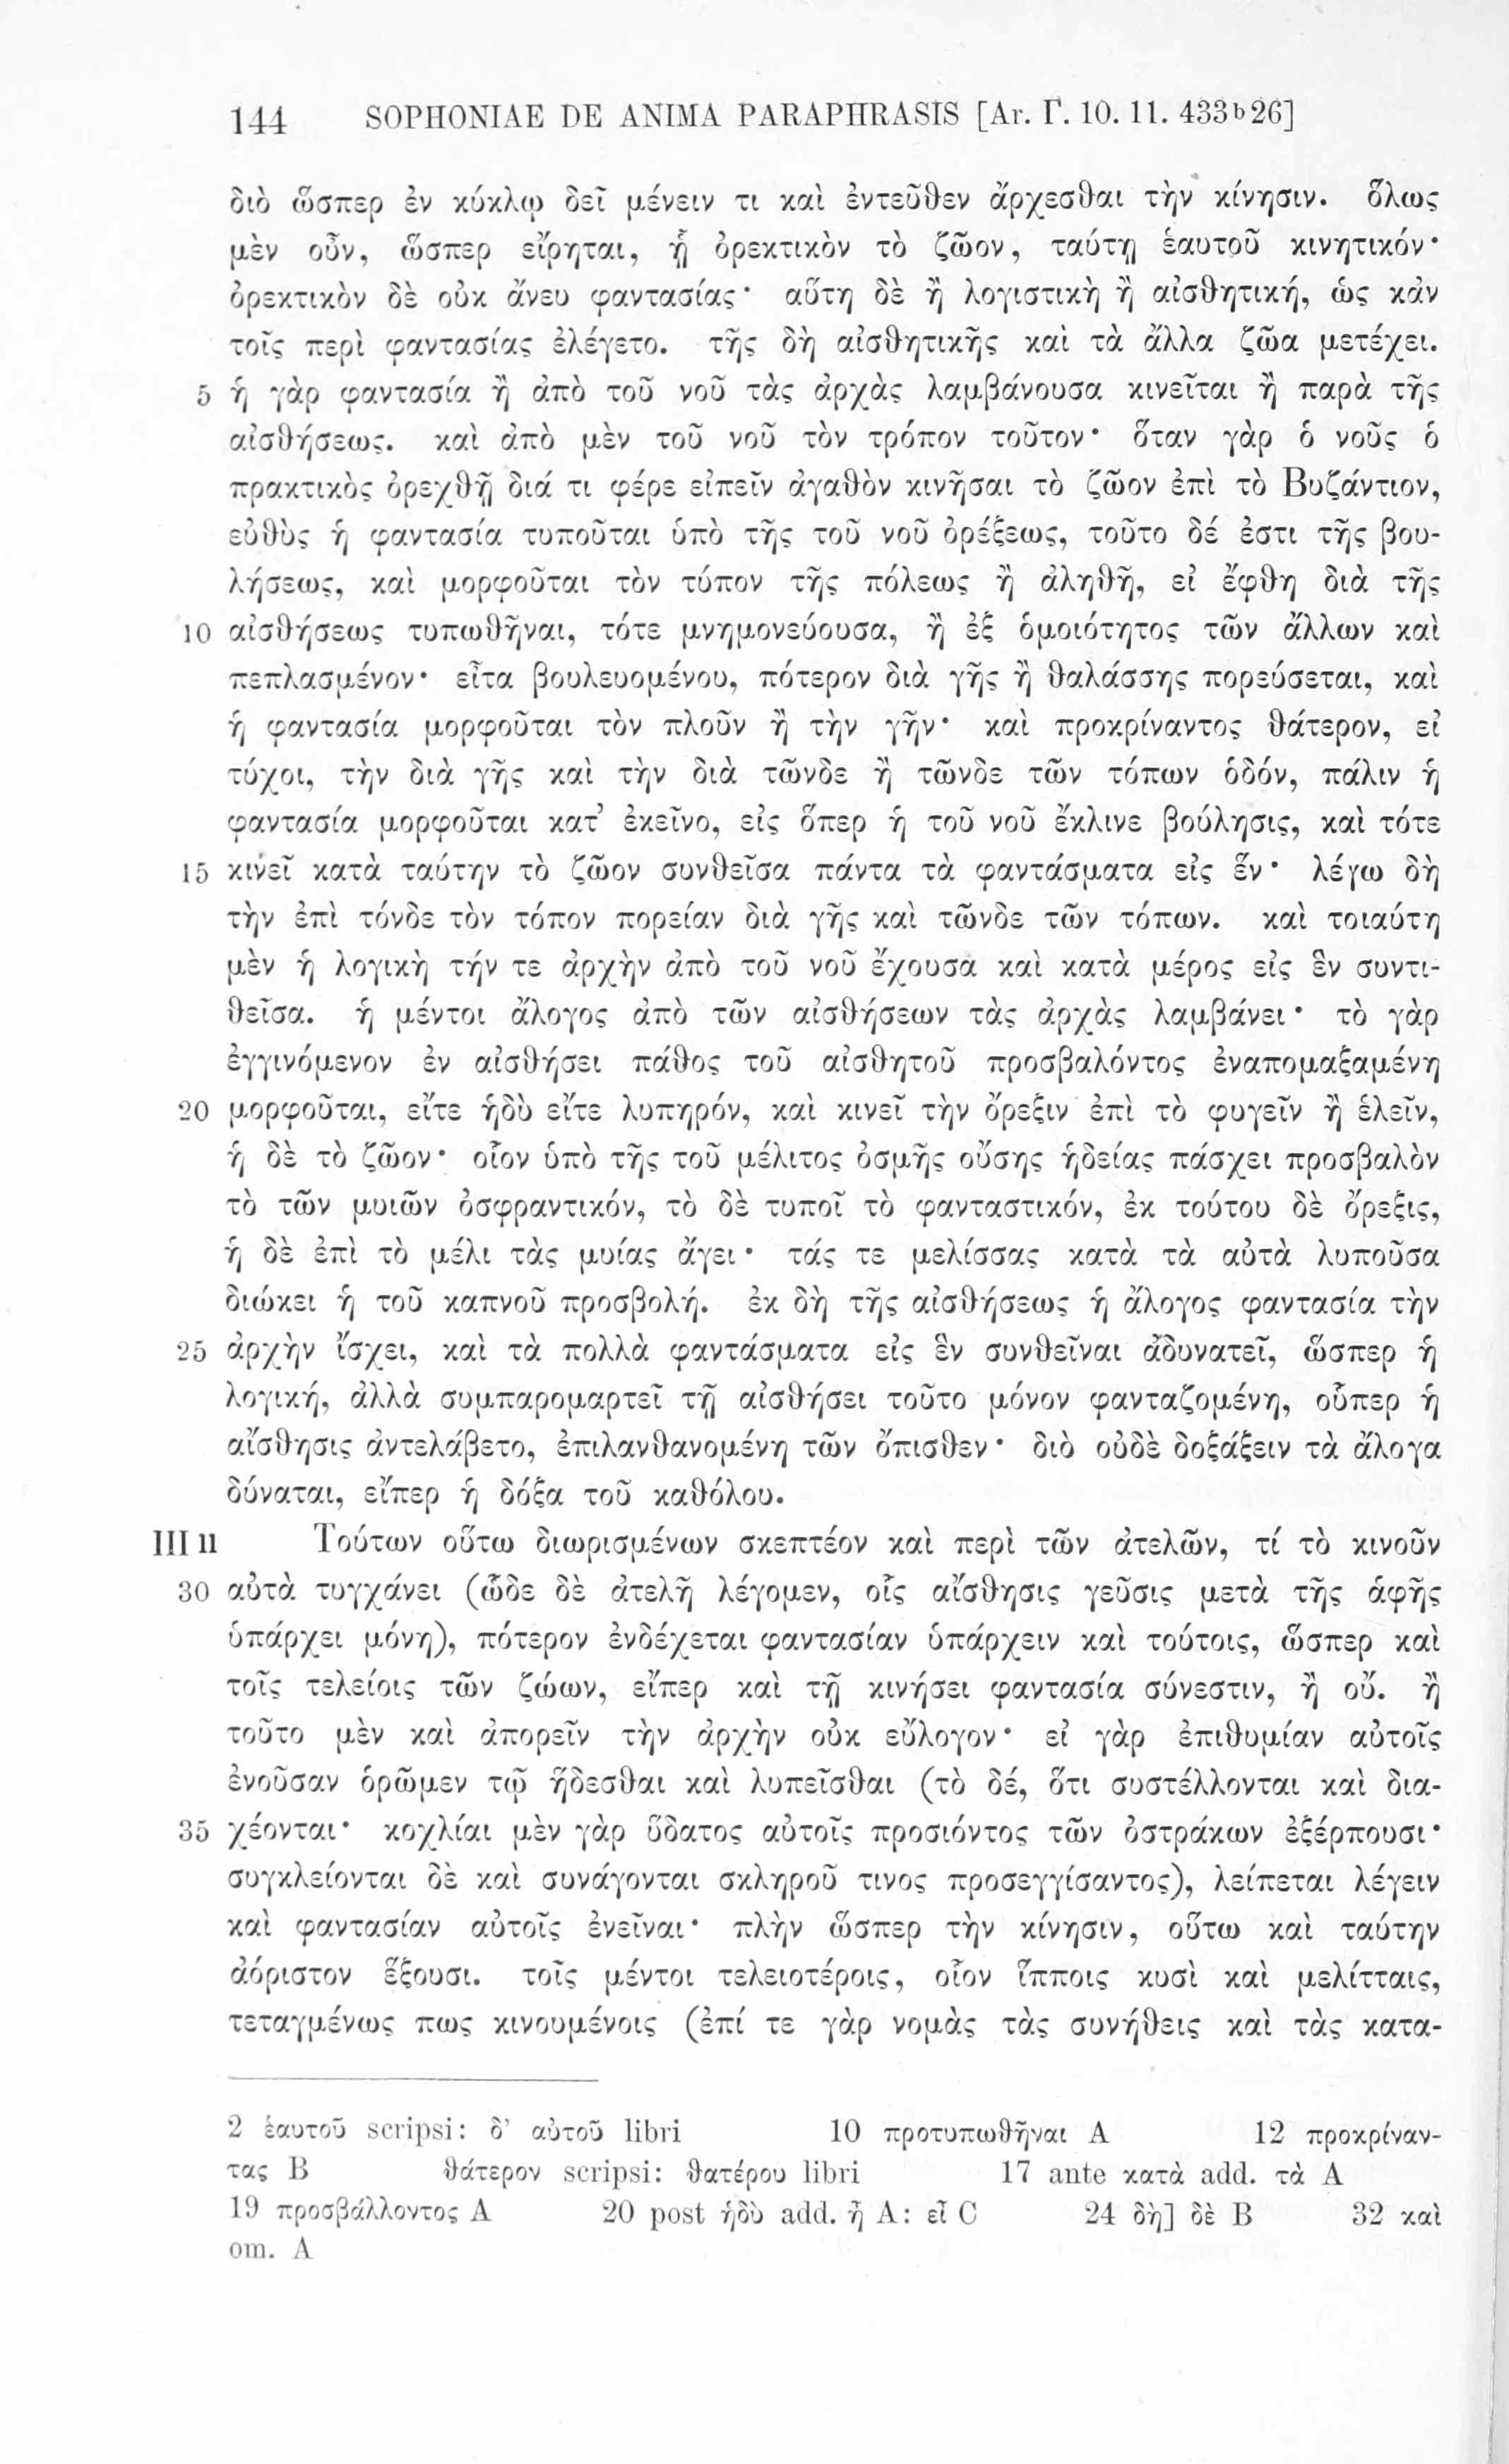 144 SOPHONIAE DE ANIMA PARAPHRASIS [Ar. Γ. 10. 11. 433b26]
διὸ ὥσπερ ἐν κύκλῳ δεῖ μένειν τι καὶ ἐντεῦθεν ἄρχεσθαι τὴν κίνησιν. ὅλως
μὲν οὖν, ὥσπερ εἴρηται, ᾗ ὀρεκτικὸν τὸ ζῶον, ταύτῃ ἑαυτοῦ κινητικόν·
ὀρεκτικὸν δὲ οὐκ ἄνευ φαντασίας· αὕτη δὲ ἢ λογιστικὴ ἢ αἰσθητική, ὡς κἀν
τοῖς περὶ φαντασίας ἐλέγετο. τῆς δὴ αἰσθητικῆς καὶ τὰ ἄλλα ζῶα μετέχει.
5 ἡ γὰρ φαντασία ἢ ἀπὸ τοῦ νοῦ τὰς ἀρχὰς λαμβάνουσα κινεῖται ἢ παρὰ τῆς
αἰσθήσεως. καὶ ἀπὸ μὲν τοῦ νοῦ τὸν τρόπον τοῦτον· ὅταν γὰρ ὁ νοῦς ὁ
πρακτικὸς ὀρεχθῇ διά τι φέρε εἰπεῖν ἀγαθὸν κινῆσαι τὸ ζῶον ἐπὶ τὸ Βυζάντιον,
εὐθὺς ἡ φαντασία τυποῦται ὑπὸ τῆς τοῦ νοῦ ὀρέξεως, τοῦτο δέ ἐστι τῆς βου-
λήσεως, καὶ μορφοῦται τὸν τύπον τῆς πόλεως ἢ ἀληθῆ, εἰ ἔφθη διὰ τῆς
10 αἰσθήσεως τυπωθῆναι, τότε μνημονεύουσα, ἢ ἐξ ὁμοιότητος τῶν ἄλλων καὶ
πεπλασμένον· εἶτα βουλευομένου, πότερον διὰ γῆς ἢ θαλάσσης πορεύσεται, καὶ
ἡ φαντασία μορφοῦται τὸν πλοῦν ἢ τὴν γῆν· καὶ προκρίναντος θάτερον, εἰ
τύχοι, τὴν διὰ γῆς καὶ τὴν διὰ τῶνδε ἢ τῶνδε τῶν τόπων ὁδόν, πάλιν ἡ
φαντασία μορφοῦται κατ’ ἐκεῖνο, εἰς ὅπερ ἡ τοῦ νοῦ ἔκλινε βούλησις, καὶ τότε
15 κινεῖ κατὰ ταύτην τὸ ζῶον συνθεῖσα πάντα τὰ φαντάσματα εἰς ἕν· λέγω δὴ
τὴν ἐπὶ τόνδε τὸν τόπον πορείαν διὰ γῆς καὶ τῶνδε τῶν τόπων. καὶ τοιαύτη
μὲν ἡ λογικὴ τήν τε ἀρχὴν ἀπὸ τοῦ νοῦ ἔχουσα καὶ κατὰ μέρος εἰς ἓν συντι-
θεῖσα. ἡ μέντοι ἄλογος ἀπὸ τῶν αἰσθήσεων τὰς ἀρχὰς λαμβάνει· τὸ γὰρ
ἐγγινόμενον ἐν αἰσθήσει πάθος τοῦ αἰσθητοῦ προσβαλόντος ἐναπομαξαμένη
20 μορφοῦται, εἴτε ἡδὺ εἴτε λυπηρόν, καὶ κινεῖ τὴν ὄρεξιν ἐπὶ τὸ φυγεῖν ἢ ἑλεῖν,
ἡ δὲ τὸ ζῶον· οἷον ὑπὸ τῆς τοῦ μέλιτος ὀσμῆς οὔσης ἡδείας πάσχει προσβαλὸν
τὸ τῶν μυιῶν ὀσφραντικόν, τὸ δὲ τυποῖ τὸ φανταστικόν, ἐκ τούτου δὲ ὄρεξις,
ἡ δὲ ἐπὶ τὸ μέλι τὰς μυίας ἄγει· τάς τε μελίσσας κατὰ τὰ αὐτὰ λυποῦσα
διώκει ἡ τοῦ καπνοῦ προσβολή. ἐκ δὴ τῆς αἰσθήσεως ἡ ἄλογος φαντασία τὴν
25 ἀρχὴν ἴσχει, καὶ τὰ πολλὰ φαντάσματα εἰς ἓν συνθεῖναι ἀδυνατεῖ, ὥσπερ ἡ
λογική, ἀλλὰ συμπαρομαρτεῖ τῇ αἰσθήσει τοῦτο μόνον φανταζομένη, οὗπερ ἡ
αἴσθησις ἀντελάβετο, ἐπιλανθανομένη τῶν ὄπισθεν· διὸ οὐδὲ δοξάξειν τὰ ἄλογα
δύναται, εἴπερ ἡ δόξα τοῦ καθόλου.
III 11 Τούτων οὕτω διωρισμένων σκεπτέον καὶ περὶ τῶν ἀτελῶν, τί τὸ κινοῦν
30 αὐτὰ τυγχάνει (ὧδε δὲ ἀτελῆ λέγομεν, οἷς αἴσθησις γεῦσις μετὰ τῆς ἁφῆς
ὑπάρχει μόνη), πότερον ἐνδέχεται φαντασίαν ὑπάρχειν καὶ τούτοις, ὥσπερ καὶ
τοῖς τελείοις τῶν ζώων, εἴπερ καὶ τῇ κινήσει φαντασία σύνεστιν, ἢ οὔ. ἢ
τοῦτο μὲν καὶ ἀπορεῖν τὴν ἀρχὴν οὐκ εὔλογον· εἰ γὰρ ἐπιθυμίαν αὐτοῖς
ἐνοῦσαν ὁρῶμεν τῷ ἥδεσθαι καὶ λυπεῖσθαι (τὸ δέ, ὅτι συστέλλονται καὶ δια-
35 χέονται· κοχλίαι μὲν γὰρ ὕδατος αὐτοῖς προσιόντος τῶν ὀστράκων ἐξέρπουσι·
συγκλείονται δὲ καὶ συνάγονται σκληροῦ τινος προσεγγίσαντος), λείπεται λέγειν
καὶ φαντασίαν αὐτοῖς ἐνεῖναι· πλὴν ὥσπερ τὴν κίνησιν, οὕτω καὶ ταύτην
ἀόριστον ἕξουσι. τοῖς μέντοι τελειοτέροις, οἷον ἵπποις κυσὶ καὶ μελίτταις,
τεταγμένως πως κινουμένοις (ἐπί τε γὰρ νομὰς τὰς συνήθεις καὶ τὰς κατα-
2 ἑαυτοῦ scripsi: δ’ αὐτοῦ libri 10 προτυπωθῆναι A 12 προκρίναν-
τας B θάτερον scripsi: θατέρου libri 17 ante κατὰ add. τὰ A
19 προσβάλλοντος A 20 post ἡδὺ add. ἦ A: εἶ C 24 δὴ] δὲ B 32 καὶ
om. A